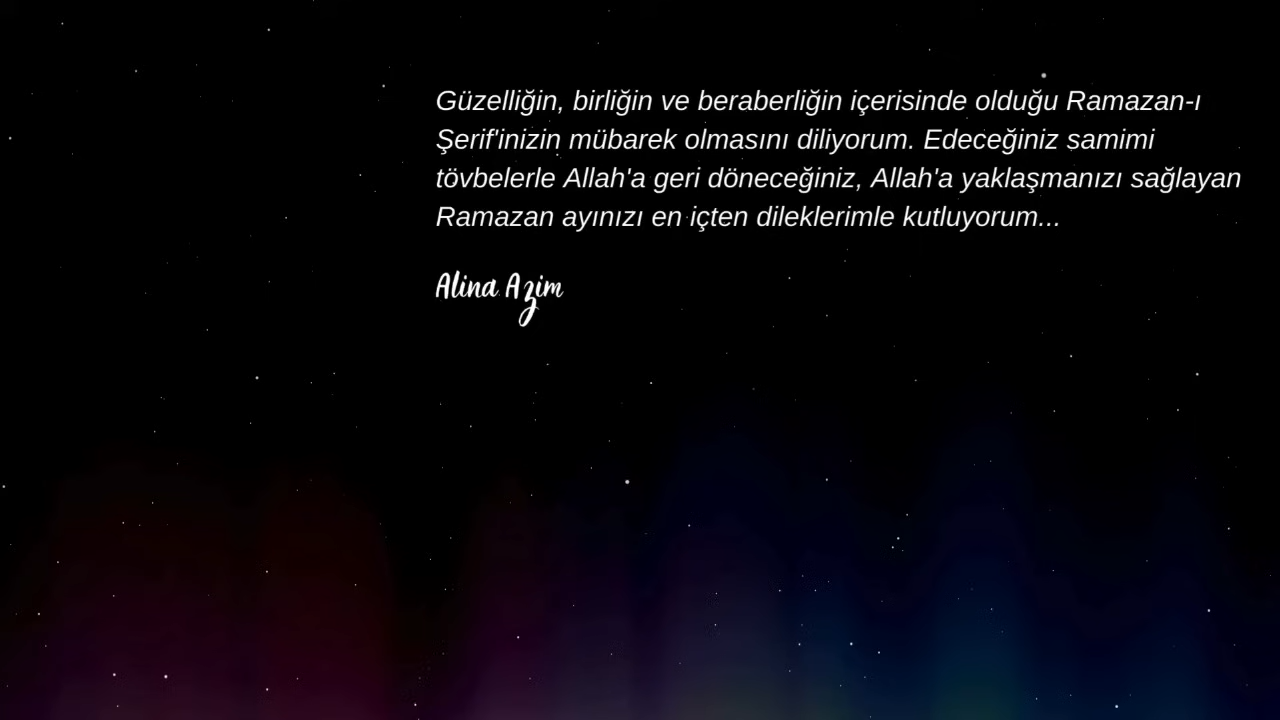 Güzelliğin, birliğin ve beraberliğin içerisinde olduğu Ramazan-ı
Şerif'inizin mübarek olmasını diliyorum. Edeceğiniz samimi
tövbelerle Allah'a geri döneceğiniz, Allah'a yaklaşmanızı sağlayan
Ramazan ayınızı en içten dileklerimle kutluyorum...
Alina Azim